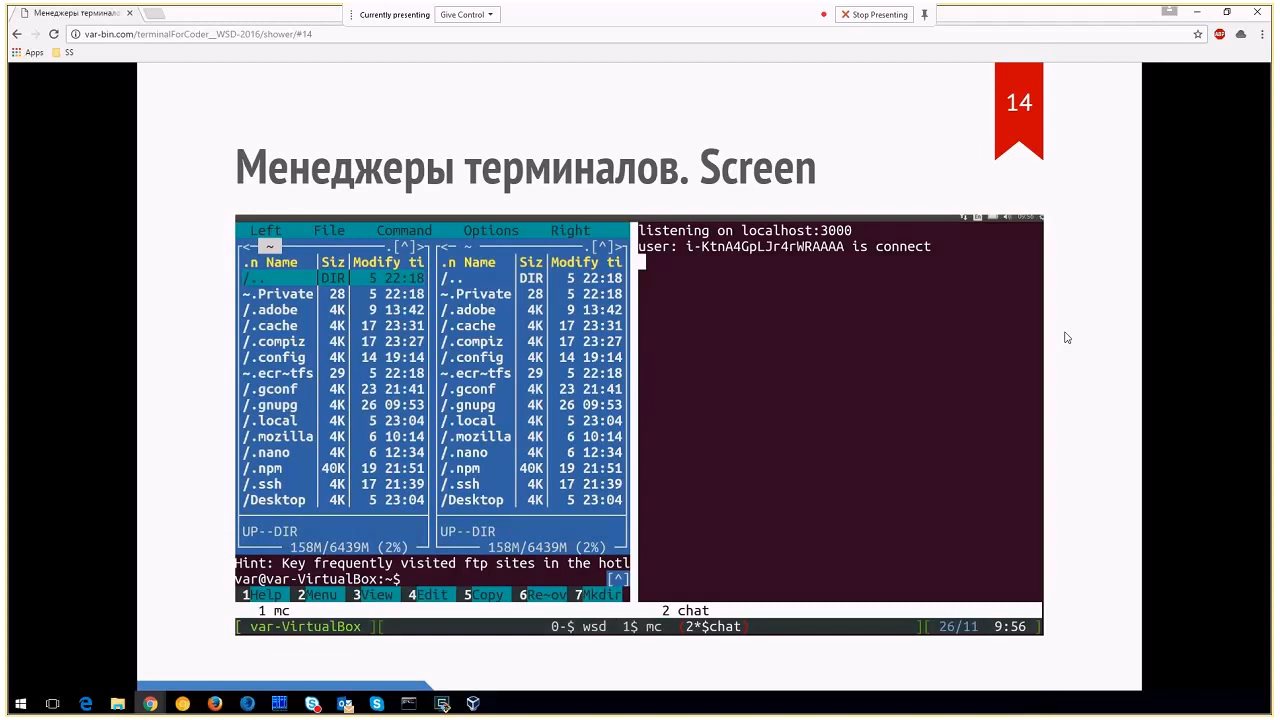 Менеджеры терминалов
Currently presenting
Give Control
Stop Presenting
var-bin.com/terminalForCoder__WSD-2016/shower/#14
Apps
SS
14
Менеджеры терминалов. Screen
09:56
Left File Command Options Right
<─ ~ ─ .[^]> <─ ~ ─ .[^]>
.n Name Siz Modify ti .n Name Siz Modify ti
/.. DIR 5 22:18 /.. DIR 5 22:18
~.Private 28 5 22:18 ~.Private 28 5 22:18
/.adobe 4K 9 13:42 /.adobe 4K 9 13:42
/.cache 4K 17 23:31 /.cache 4K 17 23:31
/.compiz 4K 17 23:27 /.compiz 4K 17 23:27
/.config 4K 14 19:14 /.config 4K 14 19:14
~.ecr~tfs 29 5 22:18 ~.ecr~tfs 29 5 22:18
/.gconf 4K 23 21:41 /.gconf 4K 23 21:41
/.gnupg 4K 26 09:53 /.gnupg 4K 26 09:53
/.local 4K 5 23:04 /.local 4K 5 23:04
/.mozilla 4K 6 10:14 /.mozilla 4K 6 10:14
/.nano 4K 6 12:34 /.nano 4K 6 12:34
/.npm 40K 19 21:51 /.npm 40K 19 21:51
/.ssh 4K 17 21:39 /.ssh 4K 17 21:39
/Desktop 4K 5 23:04 /Desktop 4K 5 23:04
UP--DIR UP--DIR
158M/6439M (2%) 158M/6439M (2%)
Hint: Key frequently visited ftp sites in the hotl
var@var-VirtualBox:~$ [^]
1Help 2Menu 3View 4Edit 5Copy 6Re~ov 7Mkdir
listening on localhost:3000
user: i-KtnA4GpLJr4rWRAAAA is connect
1 mc 2 chat
[ var-VirtualBox ][ 0-$ wsd 1$ mc (2*$chat) ][ 26/11 9:56 ]